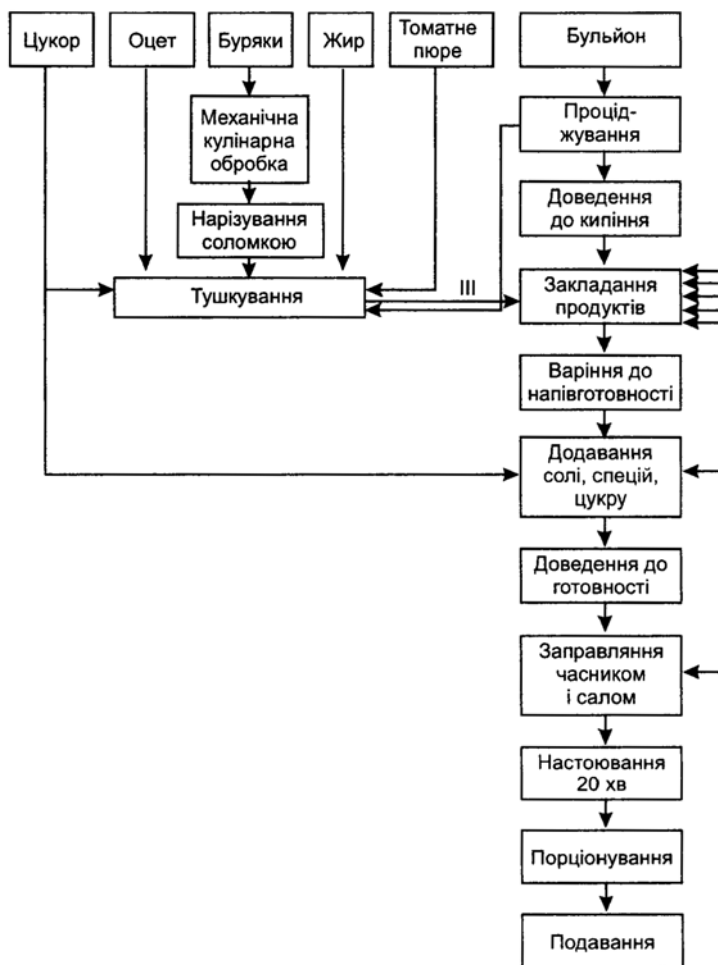 Цукор
Оцет
Буряки
Жир
Томатне
пюре
Бульйон
Механічна
кулінарна
обробка
Нарізування
соломкою
Тушкування
III
Процід-
жування
Доведення
до кипіння
Закладання
продуктів
Варіння до
напівготовності
Додавання
солі, спецій,
цукру
Доведення до
готовності
Заправляння
часником
і салом
Настоювання
20 хв
Порціонування
Подавання